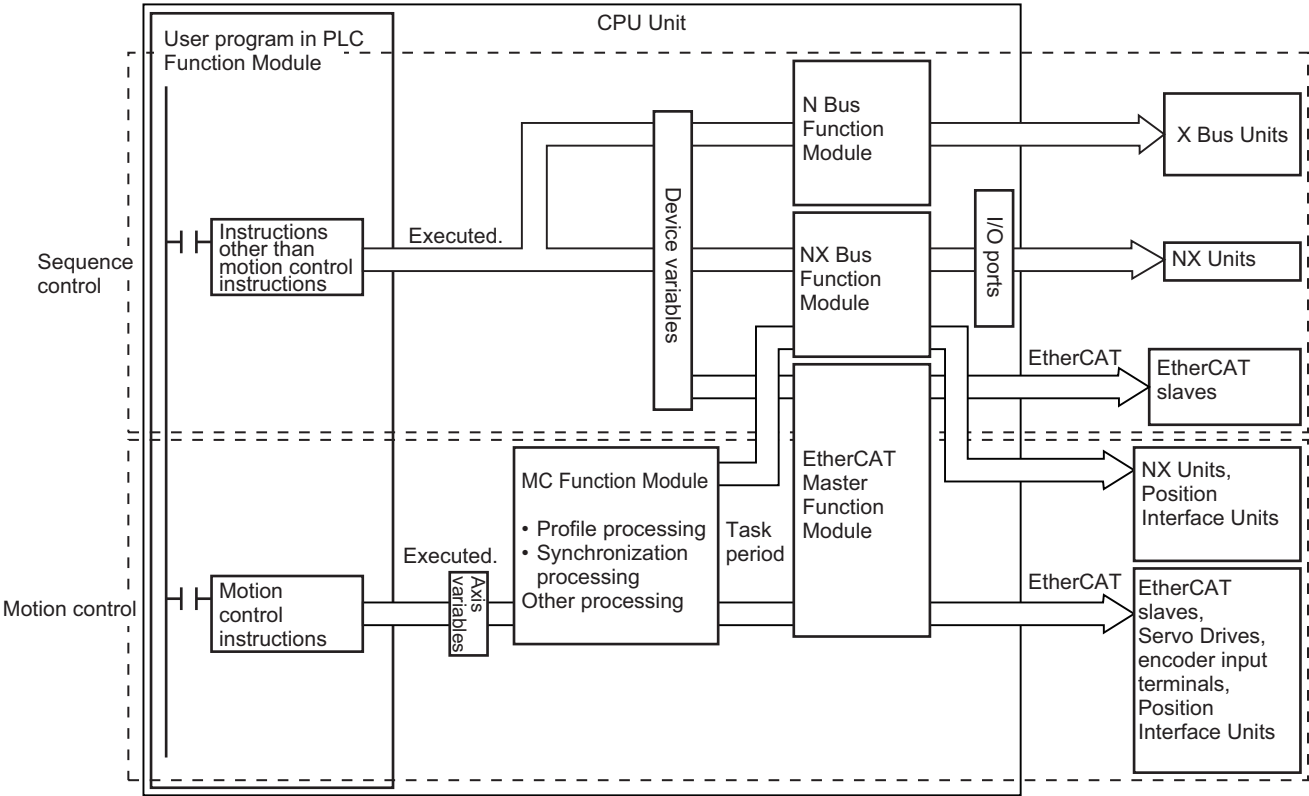 CPU Unit
User program in PLC
Function Module
N Bus
Function
Module
X Bus Units
Device variables
I/O ports
Instructions
other than
motion control
instructions
Executed.
NX Bus
Function
Module
NX Units
Sequence
control
EtherCAT
EtherCAT
slaves
MC Function Module
• Profile processing
• Synchronization
processing
Other processing
Task
period
EtherCAT
Master
Function
Module
NX Units,
Position
Interface Units
Executed.
Axis
variables
Motion control
Motion
control
instructions
EtherCAT
EtherCAT
slaves,
Servo Drives,
encoder input
terminals,
Position
Interface Units